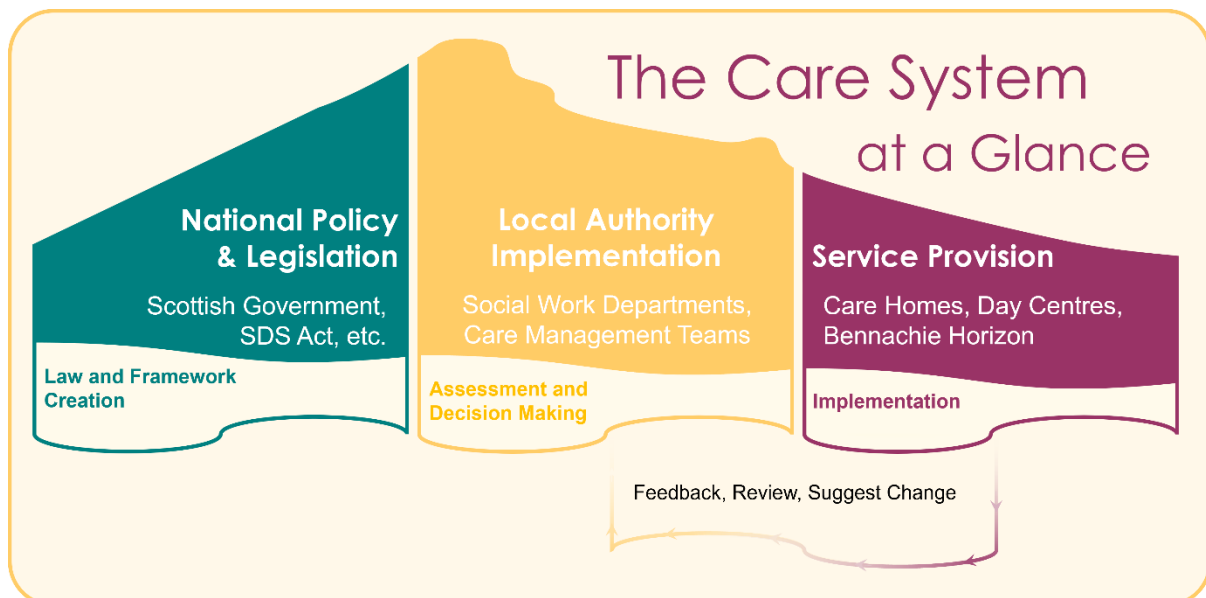 The Care System
at a Glance
National Policy
& Legislation
Scottish Government,
SDS Act, etc.
Law and Framework
Creation
Local Authority
Implementation
Social Work Departments,
Care Management Teams
Assessment and
Decision Making
Service Provision
Care Homes, Day Centres,
Bennachie Horizon
Implementation
Feedback, Review, Suggest Change